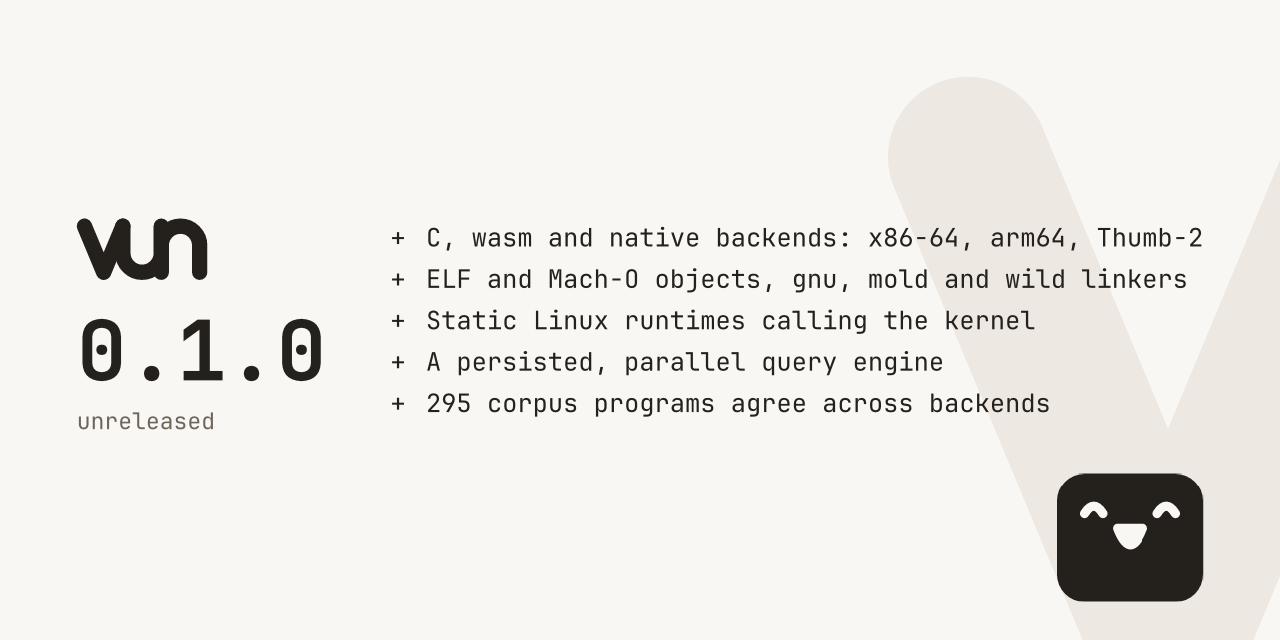 vun
0.1.0
unreleased
+ C, wasm and native backends: x86-64, arm64, Thumb-2
+ ELF and Mach-O objects, gnu, mold and wild linkers
+ Static Linux runtimes calling the kernel
+ A persisted, parallel query engine
+ 295 corpus programs agree across backends